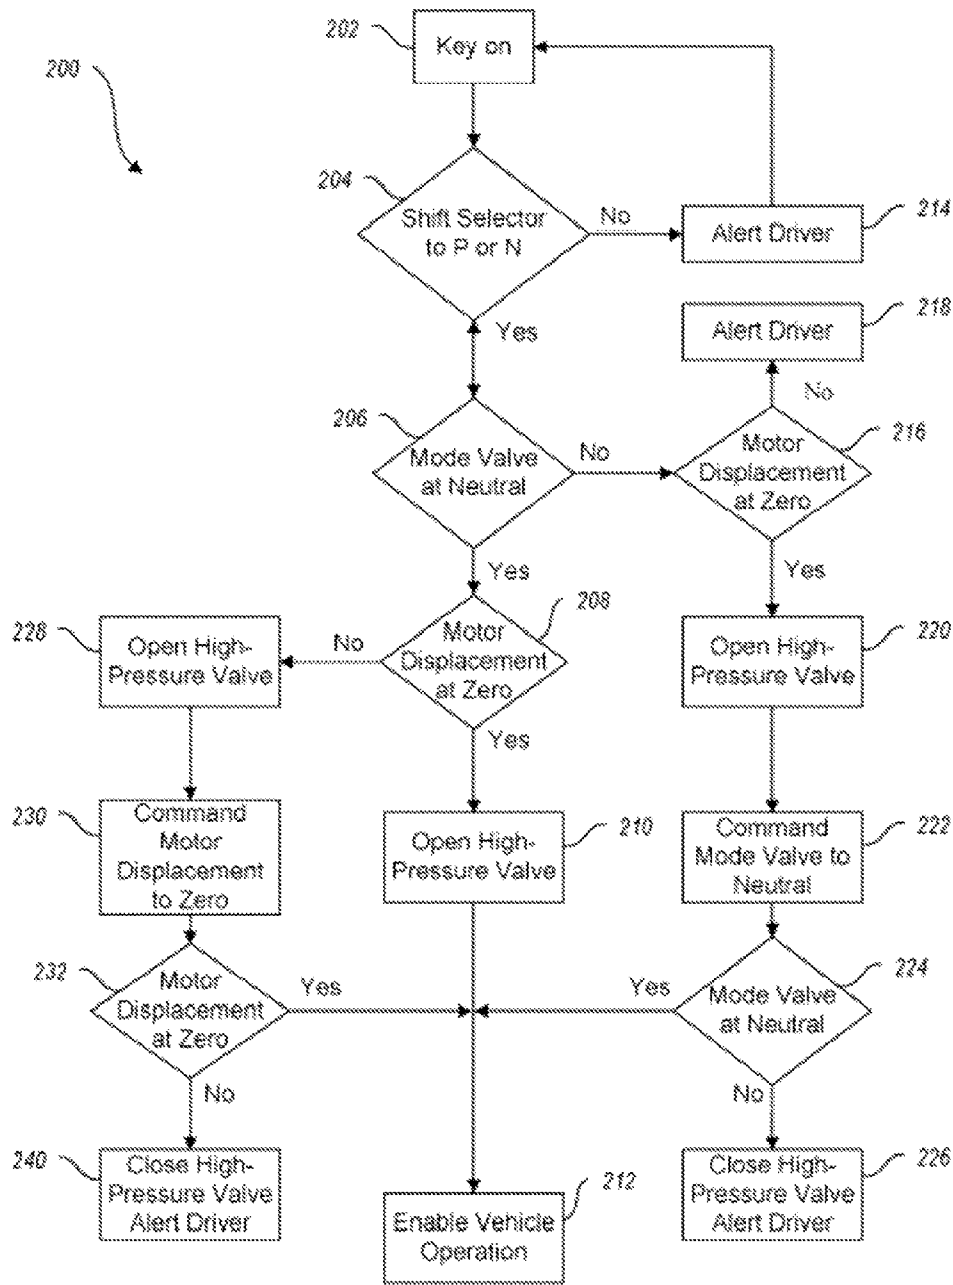 202
Key on
200
204
Shift Selector
to P or N
No
Alert Driver
214
Yes
Alert Driver
218
No
206
Mode Valve
at Neutral
No
Motor
Displacement
at Zero
216
Yes
Yes
208
Motor
Displacement
at Zero
No
228
Open High-
Pressure Valve
Open High-
Pressure Valve
220
Yes
230
Command
Motor
Displacement
to Zero
Open High-
Pressure Valve
210
Command
Mode Valve to
Neutral
222
232
Motor
Displacement
at Zero
Yes
Yes
Mode Valve
at Neutral
224
No
No
240
Close High-
Pressure Valve
Alert Driver
212
Enable Vehicle
Operation
Close High-
Pressure Valve
Alert Driver
226